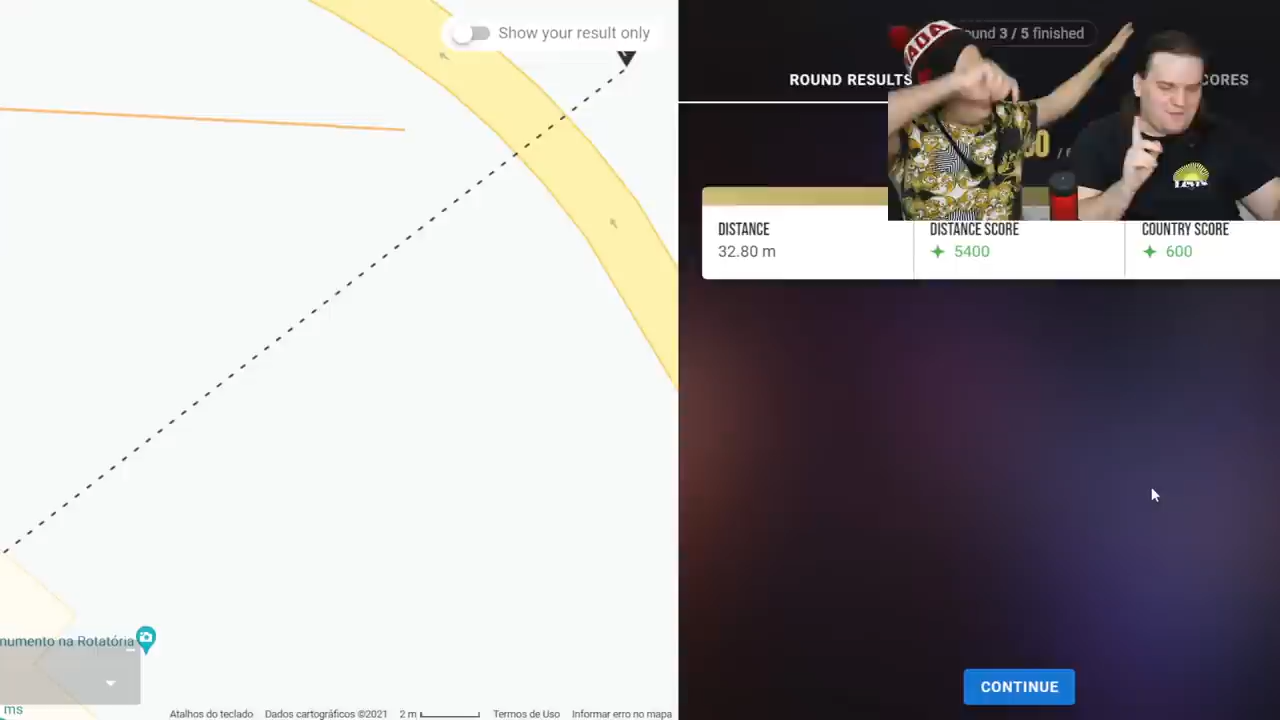 Show your result only
ound 3 / 5 finished
ROUND RESULTS
CORES
DISTANCE
32.80 m
DISTANCE SCORE
5400
COUNTRY SCORE
600
numento na Rotatória
ms
Atalhos do teclado
Dados cartográficos ©2021
2 m
Termos de Uso
Informar erro no mapa
CONTINUE